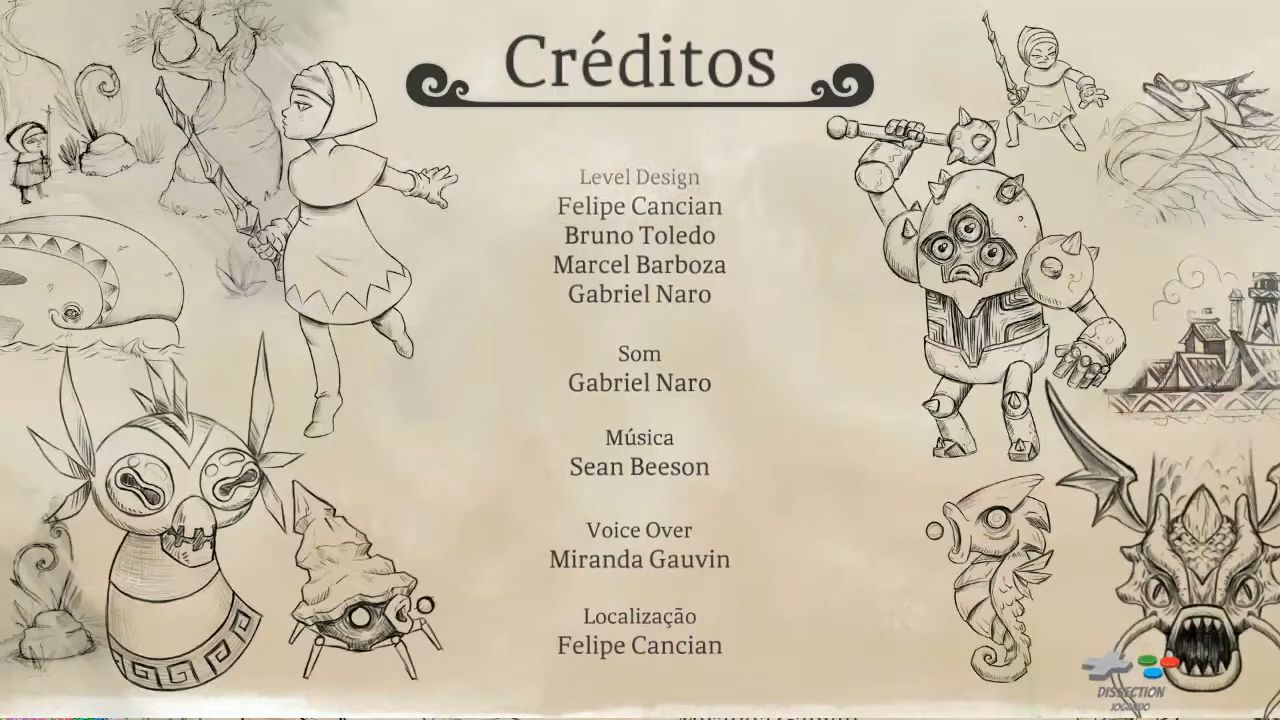 Créditos
Level Design
Felipe Cancian
Bruno Toledo
Marcel Barboza
Gabriel Naro
Som
Gabriel Naro
Música
Sean Beeson
Voice Over
Miranda Gauvin
Localização
Felipe Cancian
DISSECTION
JOGANDO